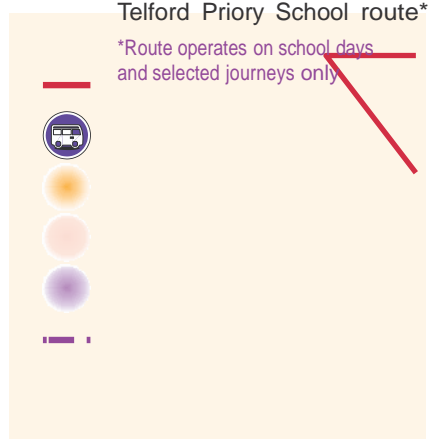 Telford Priory School route*
*Route operates on school days
and selected journeys only